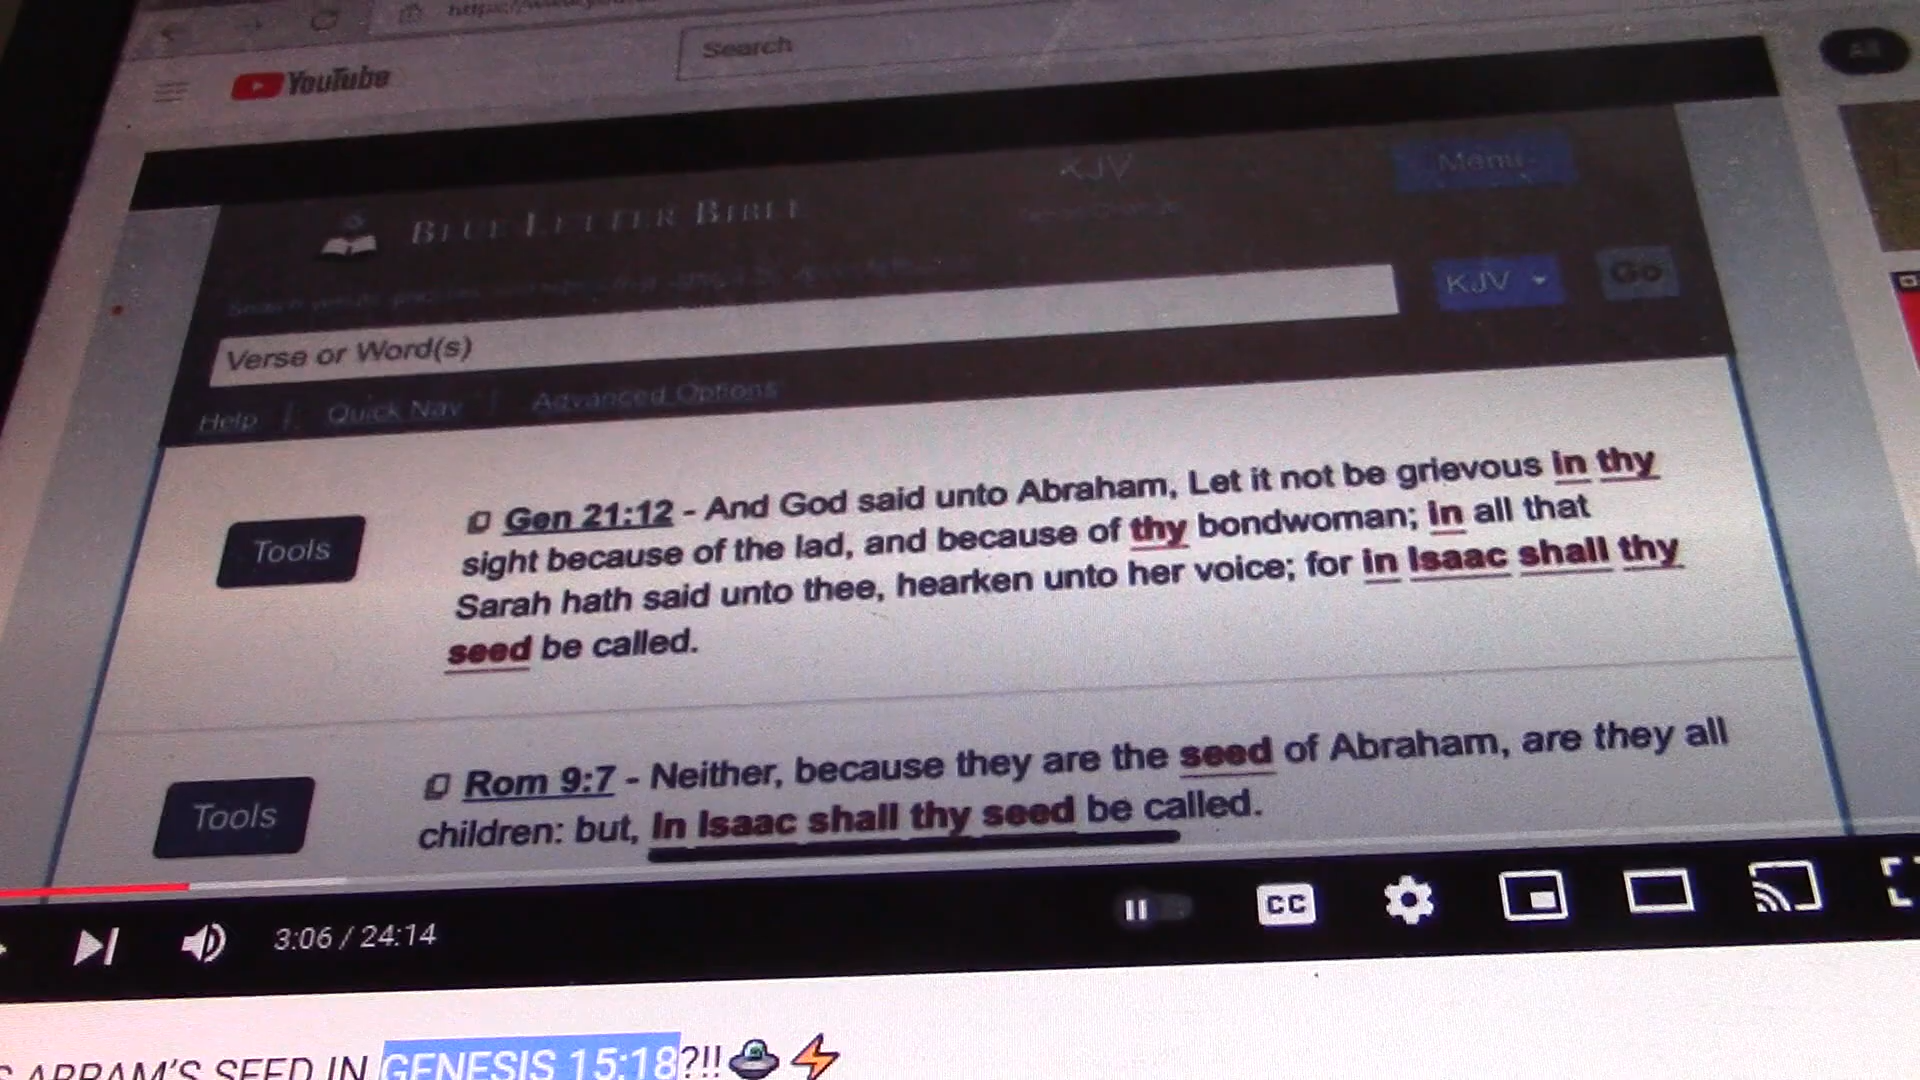 YouTube
Search
All
BLUE LETTER BIBLE
KJV
Menu
Verse or Word(s)
KJV
Go
Help | Quick Nav | Advanced Options
Tools
Gen 21:12 - And God said unto Abraham, Let it not be grievous in thy
sight because of the lad, and because of thy bondwoman; in all that
Sarah hath said unto thee, hearken unto her voice; for in Isaac shall thy
seed be called.
Tools
Rom 9:7 - Neither, because they are the seed of Abraham, are they all
children: but, In Isaac shall thy seed be called.
CC
3:06 / 24:14
ABRAM'S SEED IN GENESIS 15:18?!!🛸⚡